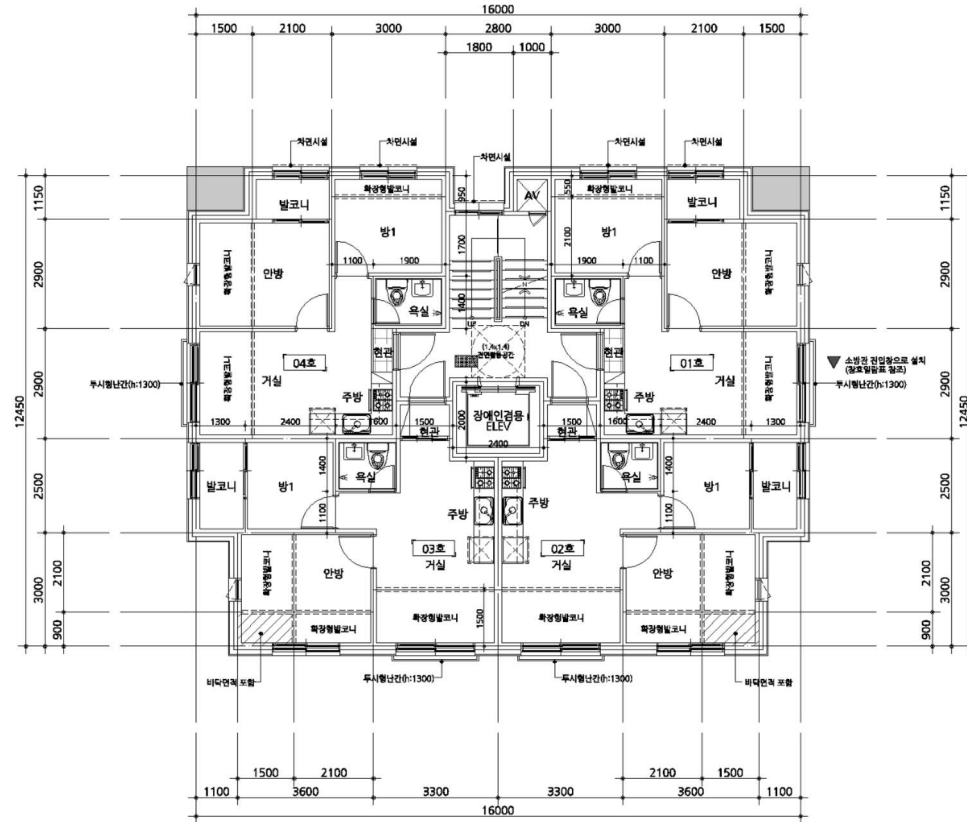 16000
1500 2100 3000 2800 3000 2100 1500
1800 1000
차면시설 차면시설 차면시설 차면시설 차면시설
1150 2900 2900 2500 3000 2100 900
12450
발코니 확장형발코니 950 AV 550 확장형발코니 발코니
방1 1700 2100 방1
안방 1100 1900 1900 1100 안방
확장형발코니 확장형발코니
욕실 1400 욕실
UP DN
(1.4x1.4)
전면활동공간
04호 현관 현관 01호
거실 거실
확장형발코니 확장형발코니
주방 주방
투시형난간(h:1300)
소방관 진입창으로 설치
(창호일람표 참조)
투시형난간(h:1300)
장애인겸용
ELEV
2000
1300 2400 1600 1500 2400 1500 1600 2400 1300
현관 현관
발코니 방1 1400 욕실 욕실 1400 방1 발코니
1100 주방 주방 1100
03호 02호
안방 거실 거실 안방
확장형발코니 확장형발코니
1500
확장형발코니 확장형발코니 확장형발코니 확장형발코니
바닥면적 포함 투시형난간(h:1300) 투시형난간(h:1300) 바닥면적 포함
1150 2900 2900 2500 3000 2100 900
12450
1500 2100 2100 1500
1100 3600 3300 3300 3600 1100
16000